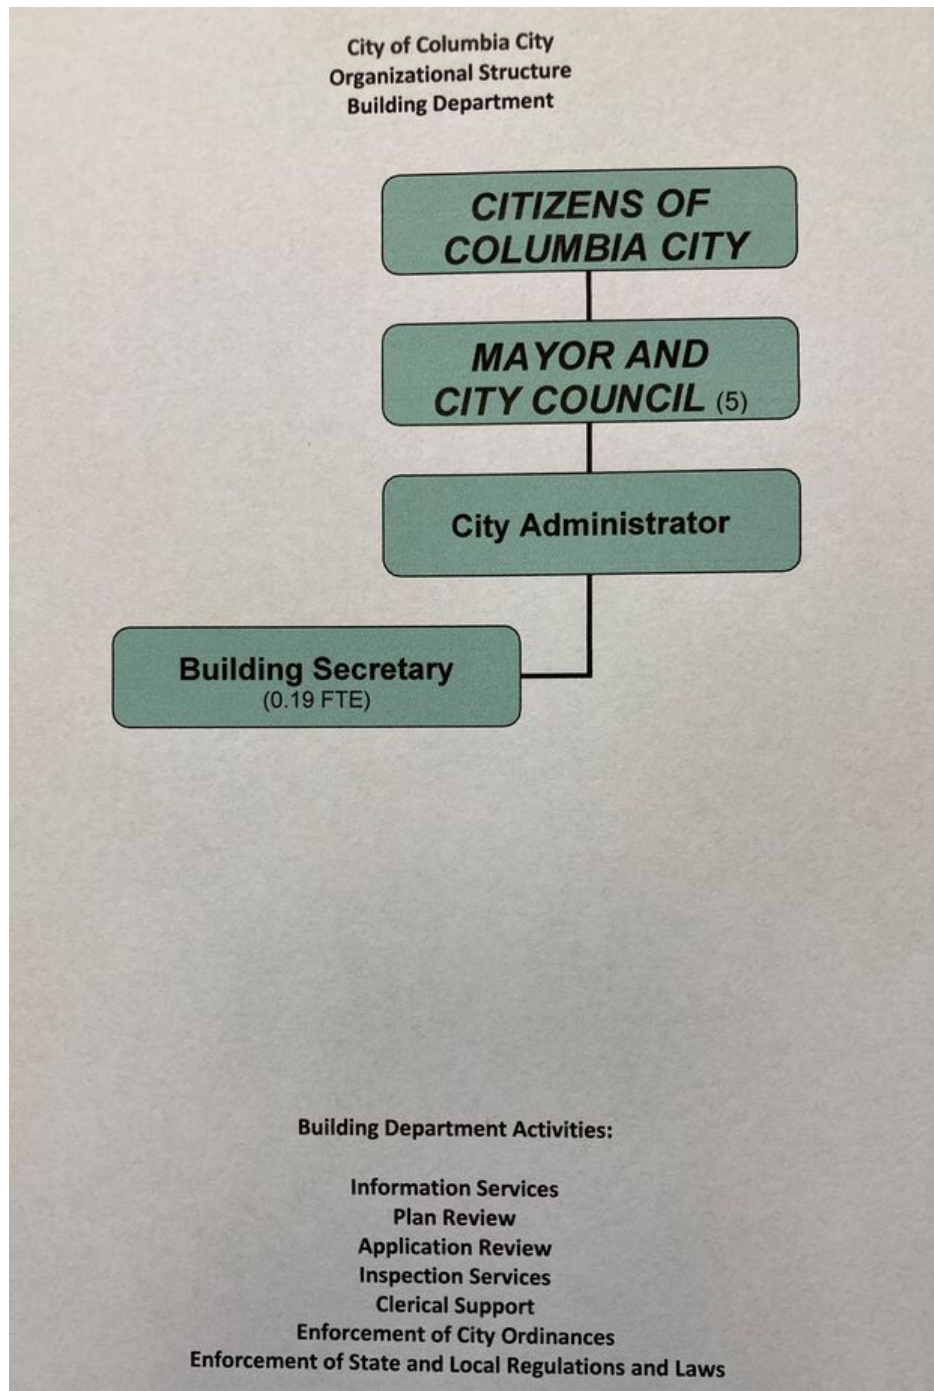 City of Columbia City
Organizational Structure
Building Department
CITIZENS OF
COLUMBIA CITY
MAYOR AND
CITY COUNCIL (5)
City Administrator
Building Secretary
(0.19 FTE)
Building Department Activities:
Information Services
Plan Review
Application Review
Inspection Services
Clerical Support
Enforcement of City Ordinances
Enforcement of State and Local Regulations and Laws